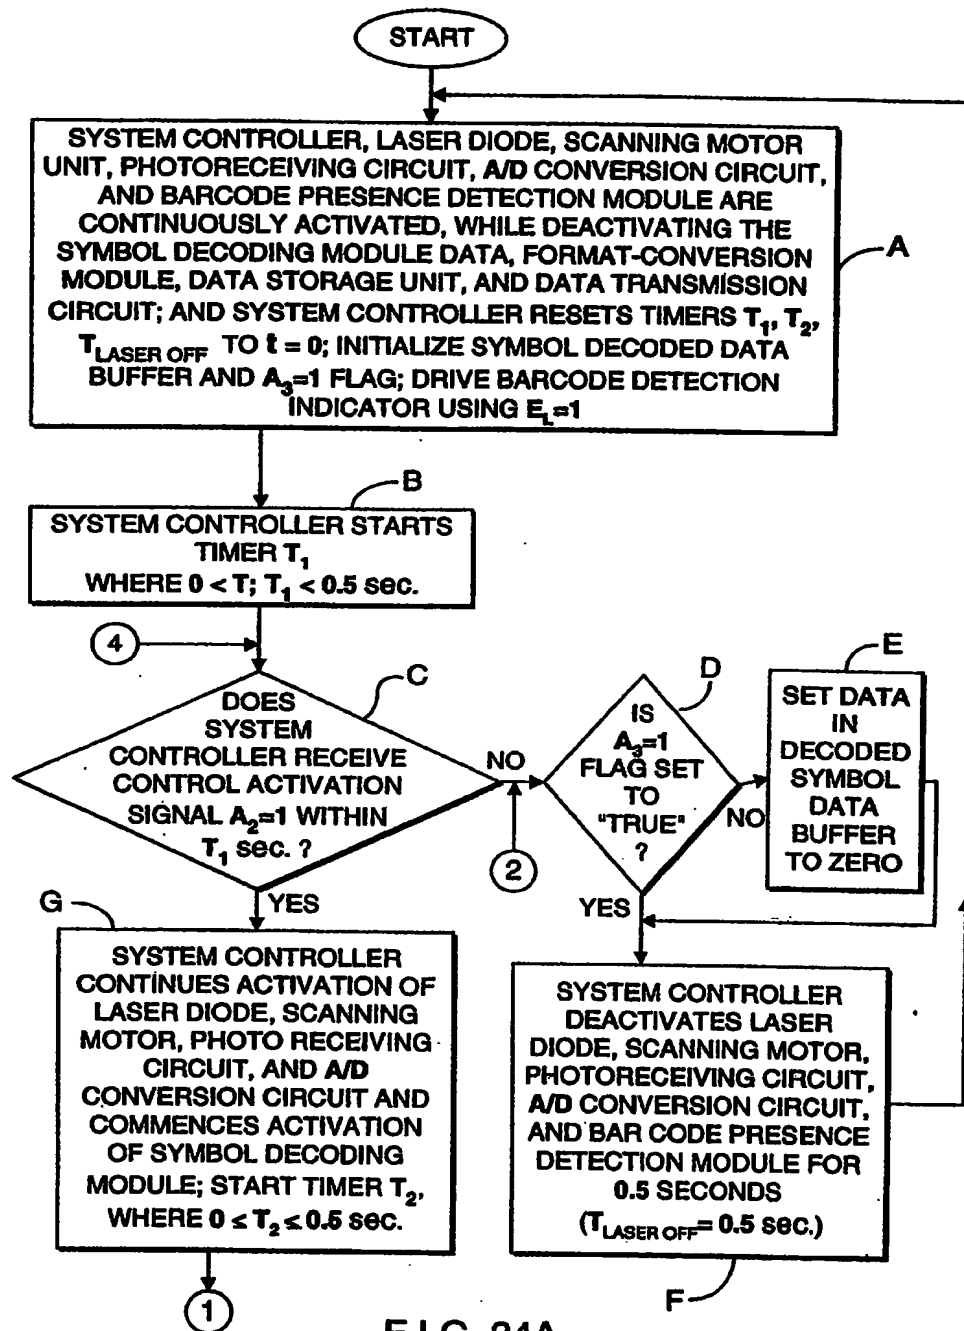 START
SYSTEM CONTROLLER, LASER DIODE, SCANNING MOTOR
UNIT, PHOTORECEIVING CIRCUIT, A/D CONVERSION CIRCUIT,
AND BARCODE PRESENCE DETECTION MODULE ARE
CONTINUOUSLY ACTIVATED, WHILE DEACTIVATING THE
SYMBOL DECODING MODULE DATA, FORMAT-CONVERSION
MODULE, DATA STORAGE UNIT, AND DATA TRANSMISSION
CIRCUIT; AND SYSTEM CONTROLLER RESETS TIMERS T1, T2,
TLASER OFF TO t = 0; INITIALIZE SYMBOL DECODED DATA
BUFFER AND A3=1 FLAG; DRIVE BARCODE DETECTION
INDICATOR USING EL=1
A
B
SYSTEM CONTROLLER STARTS
TIMER T1
WHERE 0 < T; T1 < 0.5 sec.
4
C
DOES
SYSTEM
CONTROLLER RECEIVE
CONTROL ACTIVATION
SIGNAL A2=1 WITHIN
T1 sec. ?
NO
2
YES
D
IS
A3=1
FLAG SET
TO
"TRUE"
?
NO
YES
E
SET DATA
IN
DECODED
SYMBOL
DATA
BUFFER
TO ZERO
G
SYSTEM CONTROLLER
CONTINUES ACTIVATION OF
LASER DIODE, SCANNING
MOTOR, PHOTO RECEIVING
CIRCUIT, AND A/D
CONVERSION CIRCUIT AND
COMMENCES ACTIVATION
OF SYMBOL DECODING
MODULE; START TIMER T2,
WHERE 0 ≤ T2 ≤ 0.5 sec.
1
SYSTEM CONTROLLER
DEACTIVATES LASER
DIODE, SCANNING MOTOR,
PHOTORECEIVING CIRCUIT,
A/D CONVERSION CIRCUIT,
AND BAR CODE PRESENCE
DETECTION MODULE FOR
0.5 SECONDS
(TLASER OFF= 0.5 sec.)
F
FIG. 24A